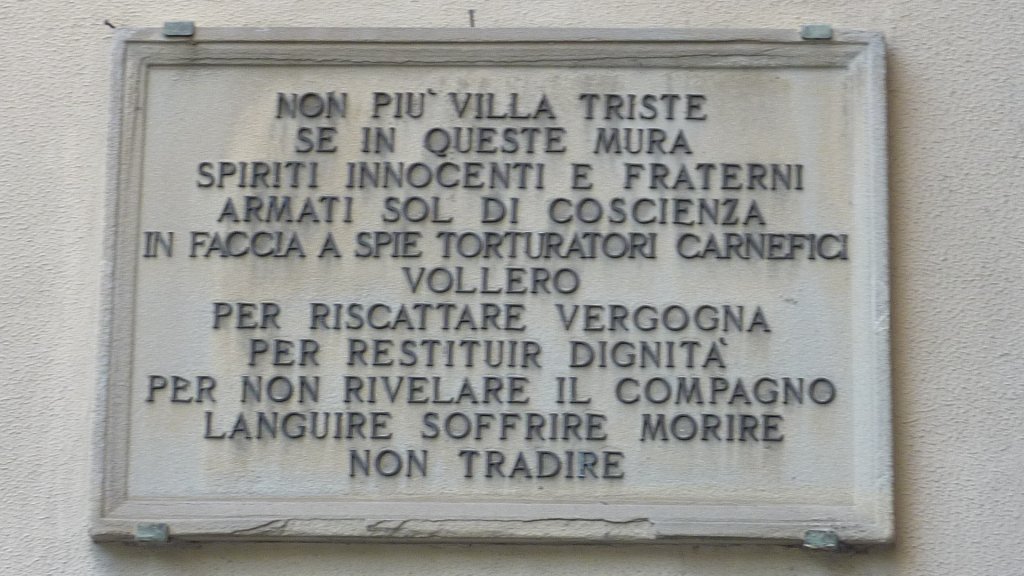 NON PIU' VILLA TRISTE
SE IN QUESTE MURA
SPIRITI INNOCENTI E FRATERNI
ARMATI SOL DI COSCIENZA
IN FACCIA A SPIE TORTURATORI CARNEFICI
VOLLERO
PER RISCATTARE VERGOGNA
PER RESTITUIR DIGNITA'
PER NON RIVELARE IL COMPAGNO
LANGUIRE SOFFRIRE MORIRE
NON TRADIRE